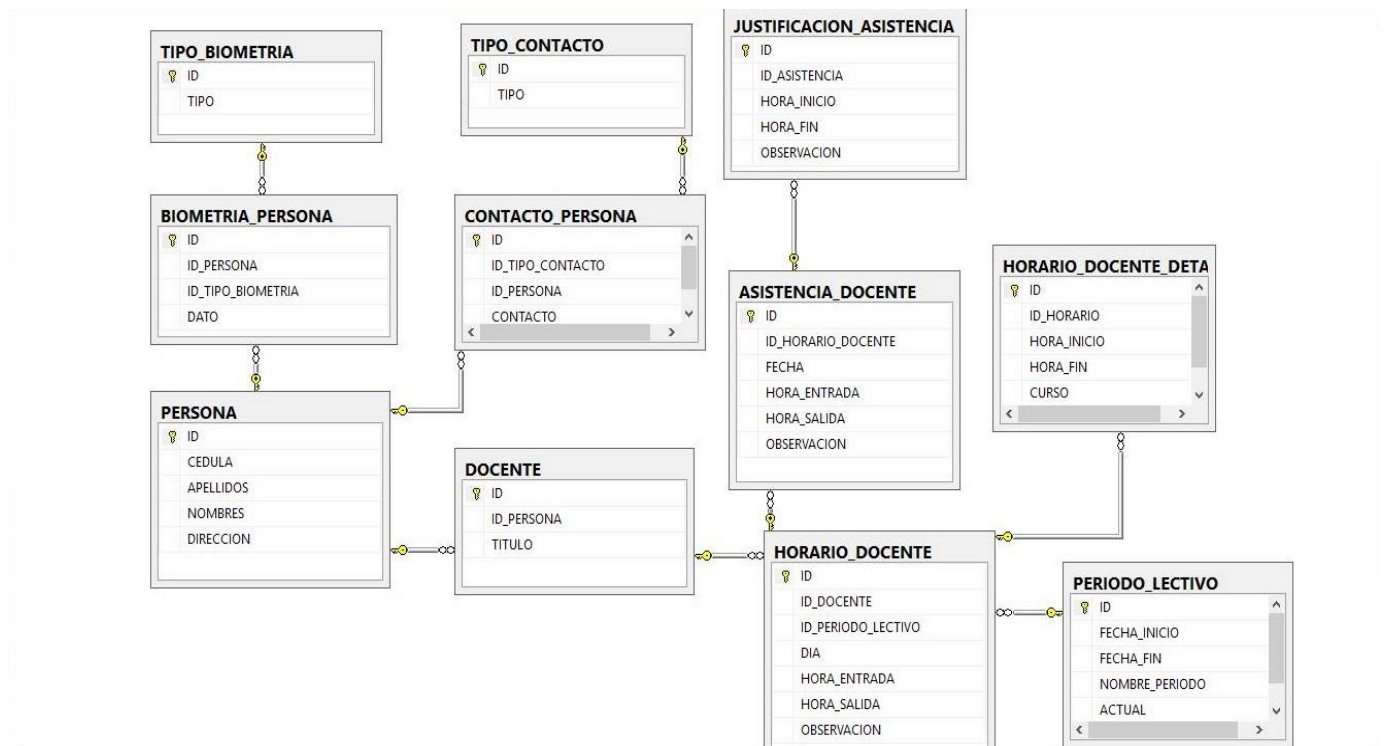 TIPO_BIOMETRIA
ID
TIPO
TIPO_CONTACTO
ID
TIPO
JUSTIFICACION_ASISTENCIA
ID
ID_ASISTENCIA
HORA_INICIO
HORA_FIN
OBSERVACION
BIOMETRIA_PERSONA
ID
ID_PERSONA
ID_TIPO_BIOMETRIA
DATO
CONTACTO_PERSONA
ID
ID_TIPO_CONTACTO
ID_PERSONA
CONTACTO
ASISTENCIA_DOCENTE
ID
ID_HORARIO_DOCENTE
FECHA
HORA_ENTRADA
HORA_SALIDA
OBSERVACION
HORARIO_DOCENTE_DETA
ID
ID_HORARIO
HORA_INICIO
HORA_FIN
CURSO
PERSONA
ID
CEDULA
APELLIDOS
NOMBRES
DIRECCION
DOCENTE
ID
ID_PERSONA
TITULO
HORARIO_DOCENTE
ID
ID_DOCENTE
ID_PERIODO_LECTIVO
DIA
HORA_ENTRADA
HORA_SALIDA
OBSERVACION
PERIODO_LECTIVO
ID
FECHA_INICIO
FECHA_FIN
NOMBRE_PERIODO
ACTUAL